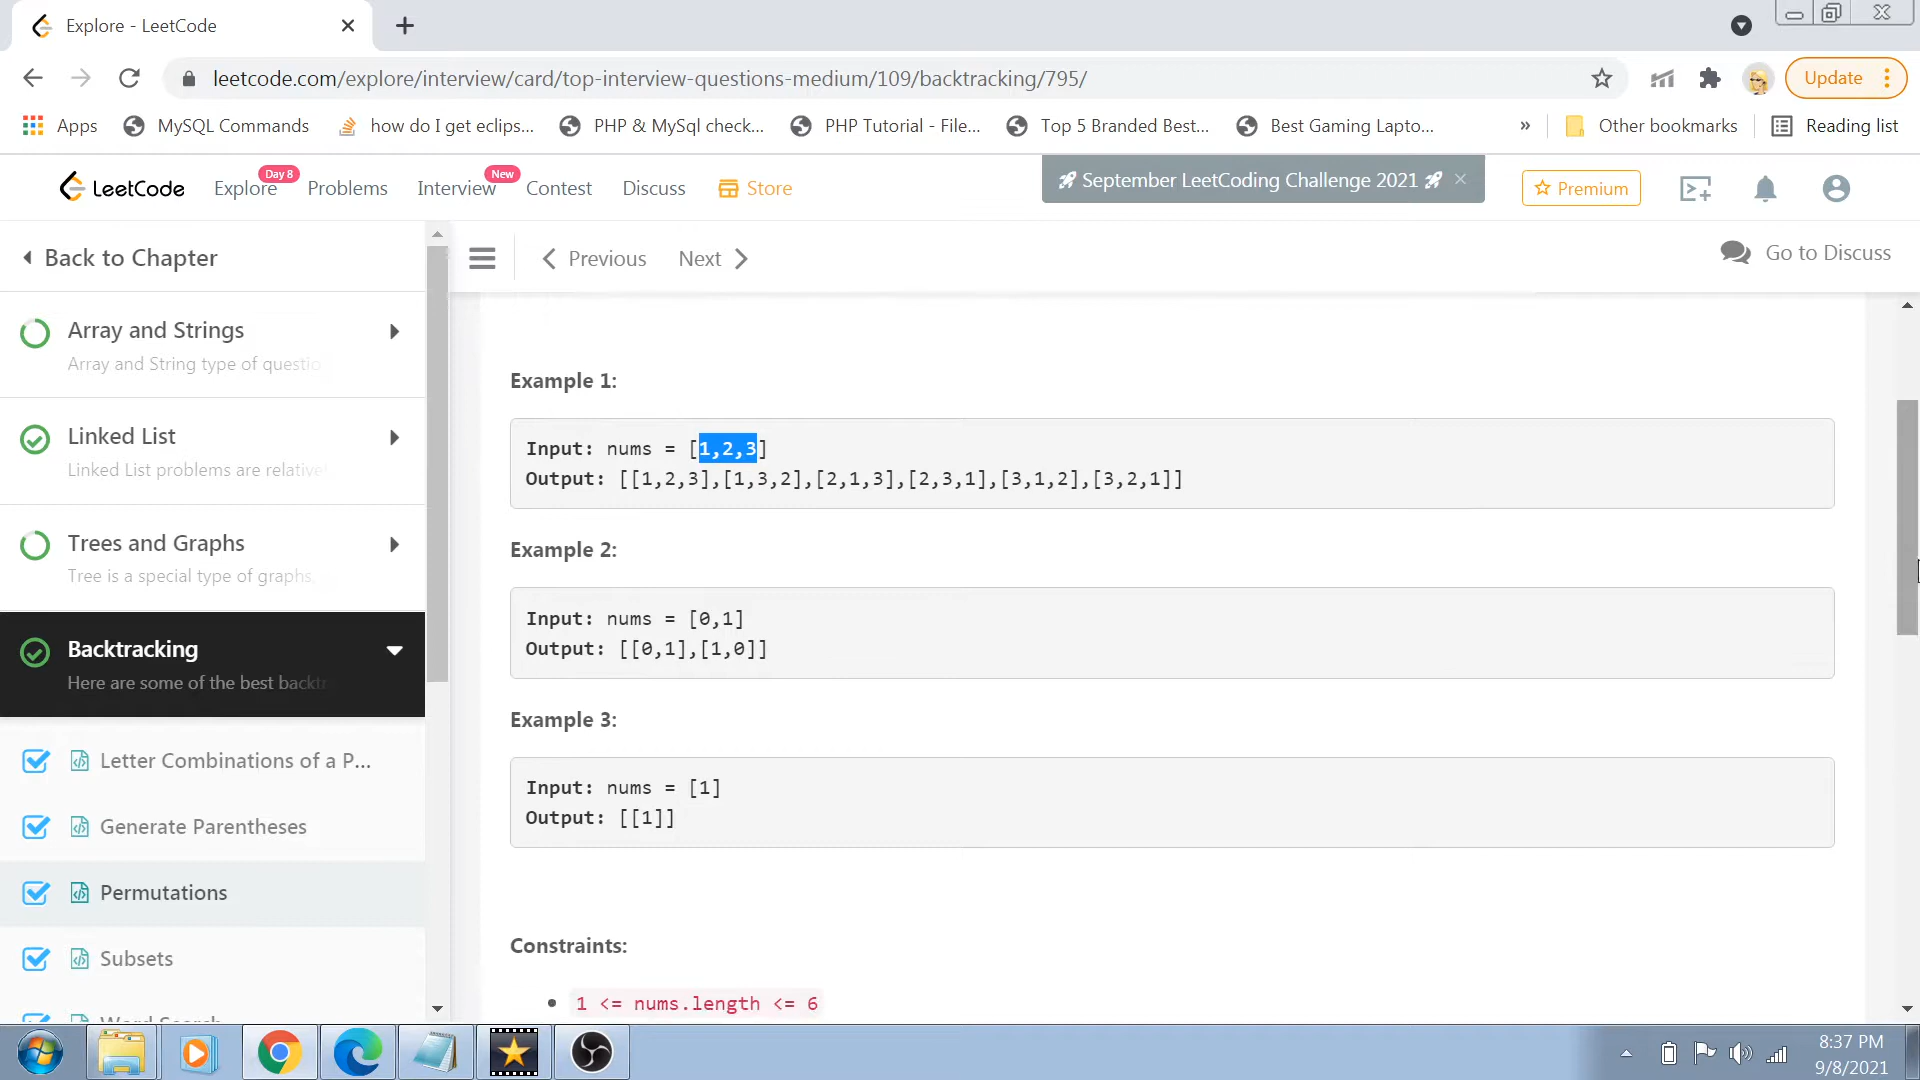 Explore - LeetCode
leetcode.com/explore/interview/card/top-interview-questions-medium/109/backtracking/795/
Update
Apps
MySQL Commands
how do I get eclips...
PHP & MySql check...
PHP Tutorial - File...
Top 5 Branded Best...
Best Gaming Lapto...
»
Other bookmarks
Reading list
LeetCode
Explore
Day 8
Problems
Interview
New
Contest
Discuss
Store
September LeetCoding Challenge 2021
Premium
Back to Chapter
Previous
Next
Go to Discuss
Array and Strings
Array and String type of questio
Linked List
Linked List problems are relative
Trees and Graphs
Tree is a special type of graphs,
Backtracking
Here are some of the best backt
Letter Combinations of a P...
Generate Parentheses
Permutations
Subsets
Word Search
Example 1:
Input: nums = [1,2,3]
Output: [[1,2,3],[1,3,2],[2,1,3],[2,3,1],[3,1,2],[3,2,1]]
Example 2:
Input: nums = [0,1]
Output: [[0,1],[1,0]]
Example 3:
Input: nums = [1]
Output: [[1]]
Constraints:
1 <= nums.length <= 6
8:37 PM
9/8/2021